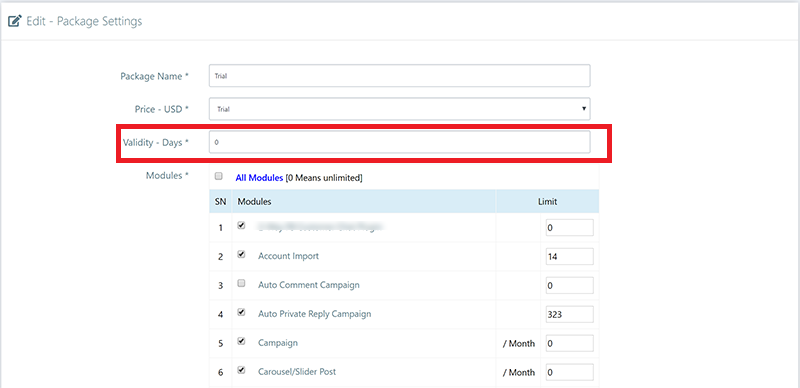 Edit - Package Settings
Package Name * Trial
Price - USD * Trial
Validity - Days * 0
Modules * All Modules [0 Means unlimited]
SN Modules Limit
1 0
2 Account Import 14
3 Auto Comment Campaign 0
4 Auto Private Reply Campaign 323
5 Campaign / Month 0
6 Carousel/Slider Post / Month 0